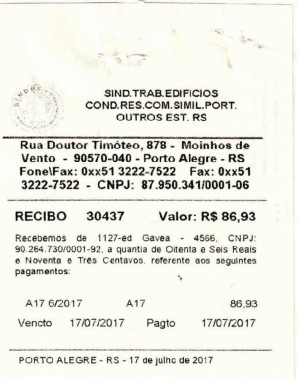 SIND.TRAB.EDIFICIOS
COND.RES.COM.SIMIL.PORT.
OUTROS EST. RS
Rua Doutor Timóteo, 878 - Moinhos de
Vento - 90570-040 - Porto Alegre - RS
Fone\Fax: 0xx51 3222-7522 Fax: 0xx51
3222-7522 - CNPJ: 87.950.341/0001-06
RECIBO 30437 Valor: R$ 86,93
Recebemos de 1127-ed Gavea - 4566, CNPJ:
90.264.730/0001-92, a quantia de Oitenta e Seis Reais
e Noventa e Três Centavos, referente aos seguintes
pagamentos:
A17 6/2017 A17 86,93
Vencto 17/07/2017 Pagto 17/07/2017
PORTO ALEGRE - RS - 17 de julho de 2017